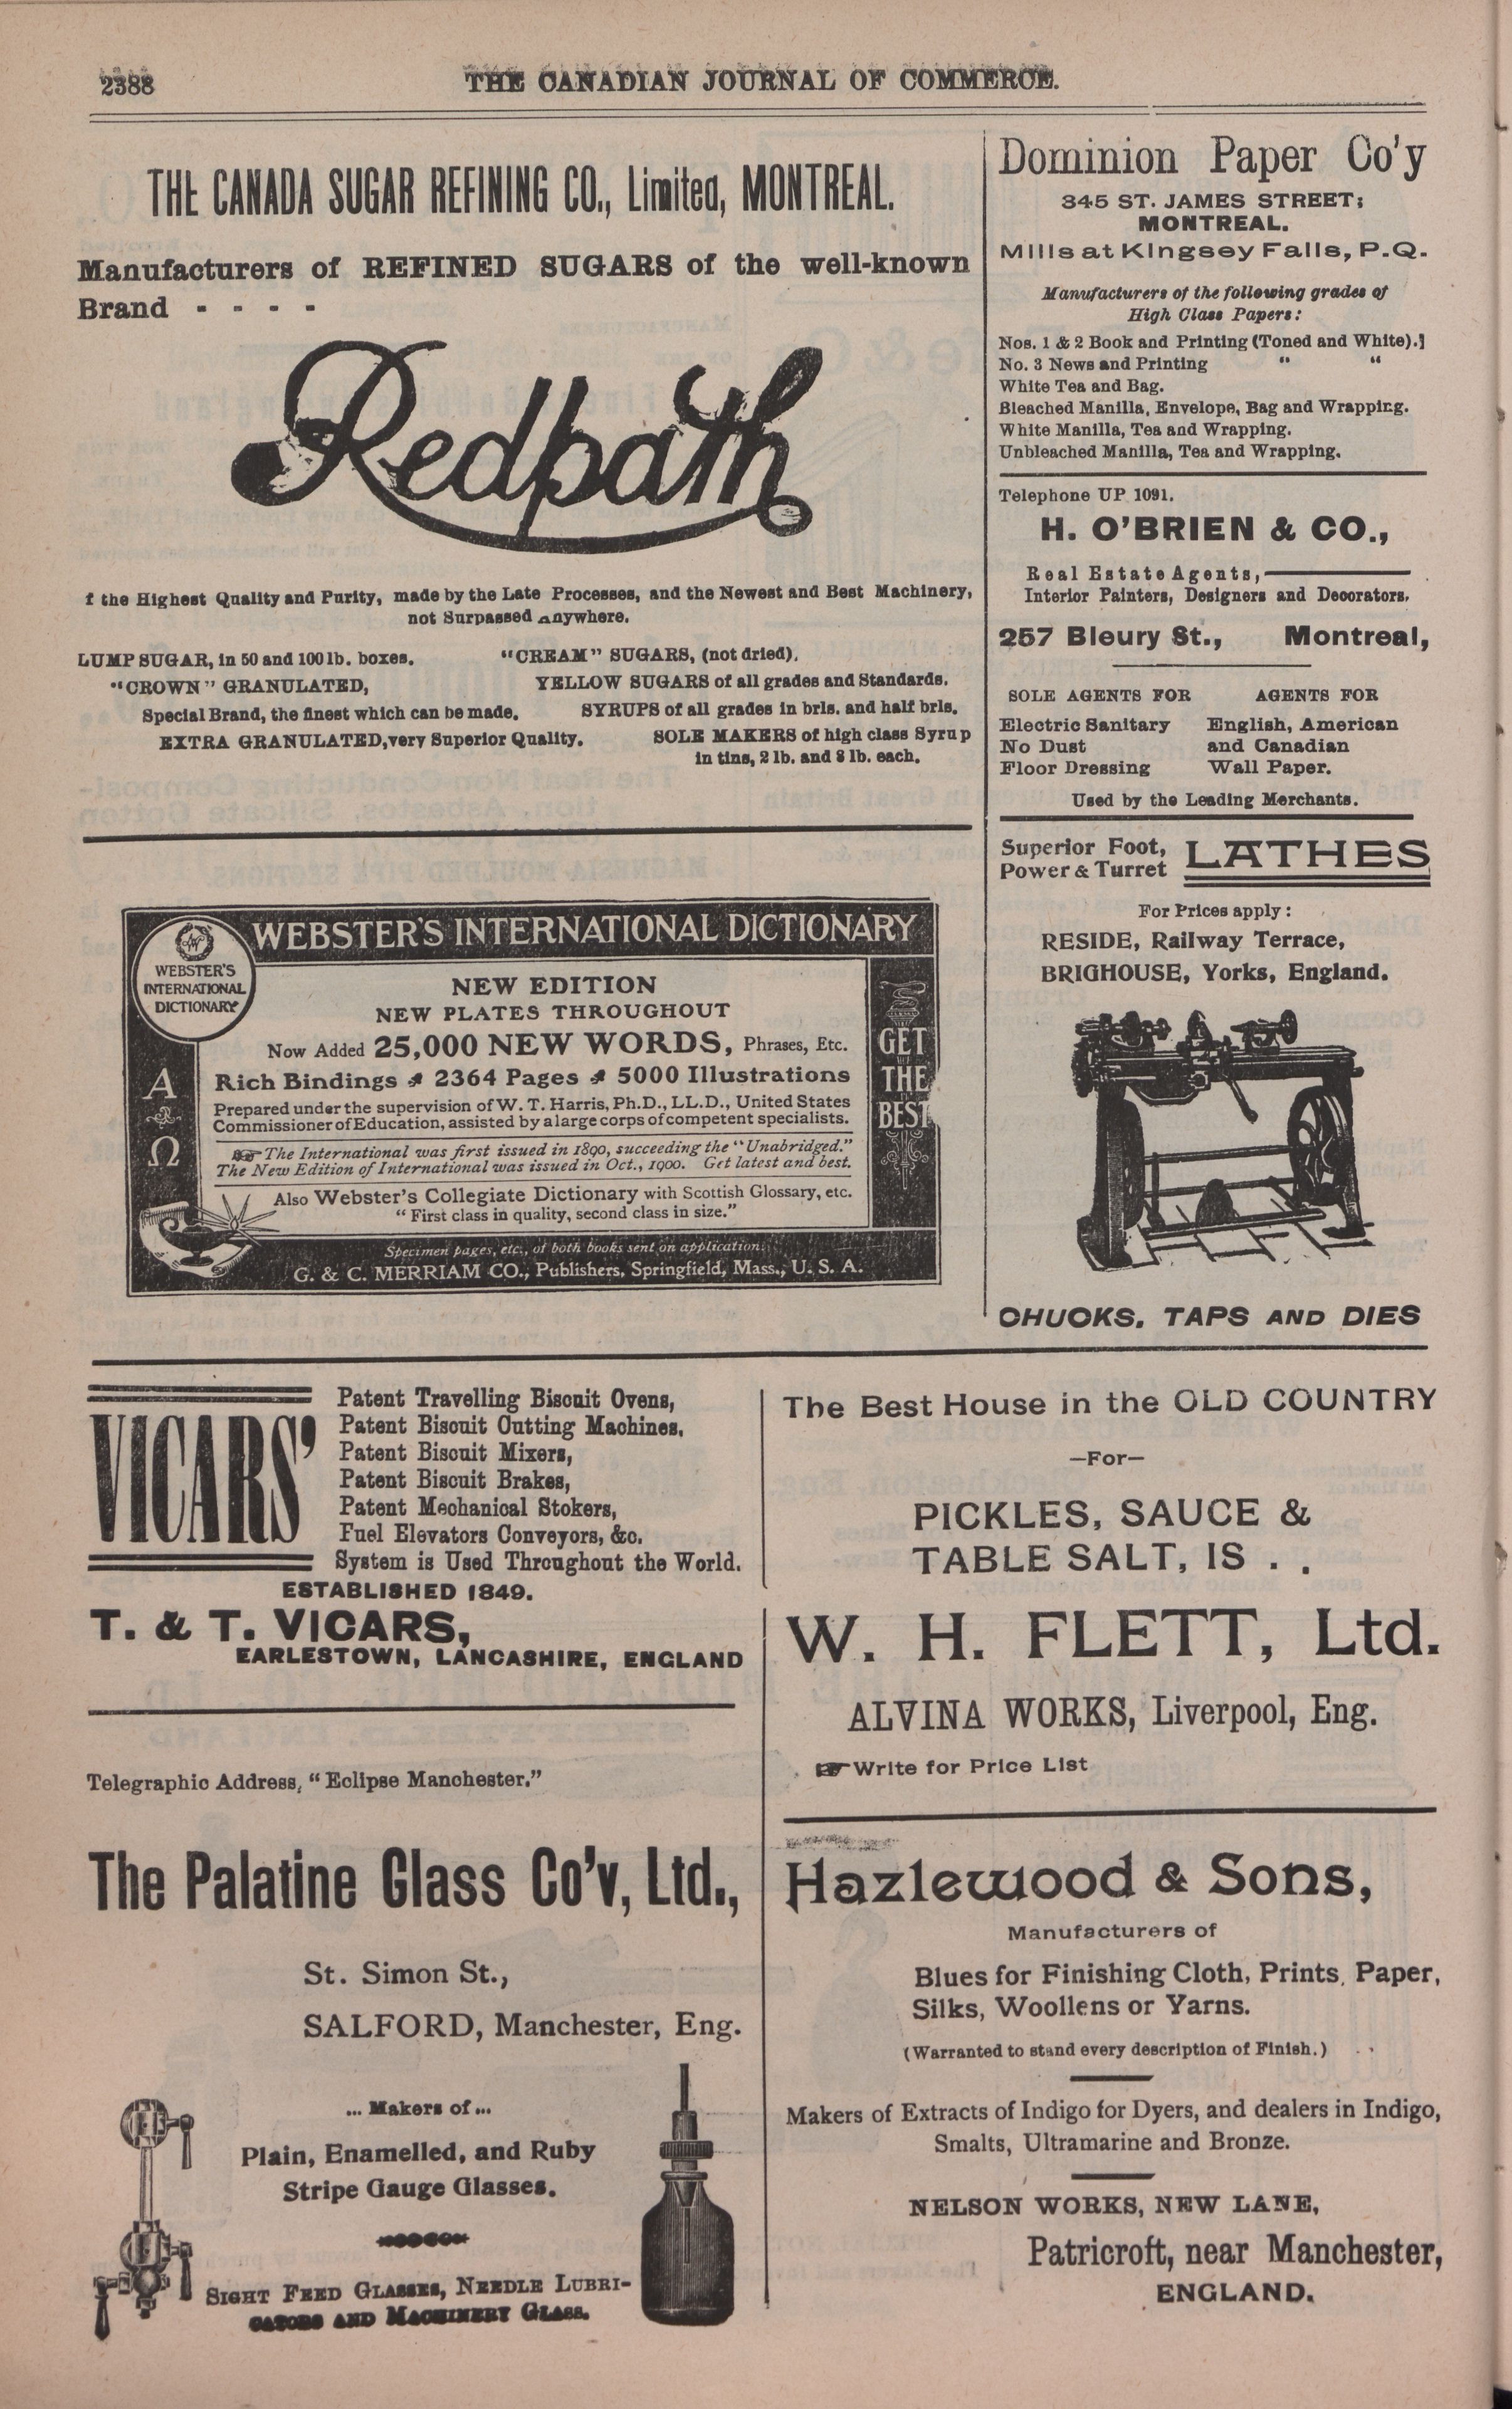 2388
THE CANADIAN JOURNAL OF COMMERCE.
THE CANADA SUGAR REFINING CO., Limited, MONTREAL.
Manufacturers of REFINED SUGARS of the well-known
Brand - - - -
Redpath
f the Highest Quality and Purity, made by the Late Processes, and the Newest and Best Machinery,
not Surpassed Anywhere.
LUMP SUGAR, in 50 and 100 lb. boxes.
"CROWN" GRANULATED,
Special Brand, the finest which can be made.
EXTRA GRANULATED, very Superior Quality.
"CREAM" SUGARS, (not dried).
YELLOW SUGARS of all grades and Standards.
SYRUPS of all grades in brls. and half brls.
SOLE MAKERS of high class Syrup
in tins, 2 lb. and 8 lb. each.
WEBSTER'S INTERNATIONAL DICTIONARY
WEBSTER'S
INTERNATIONAL
DICTIONARY
NEW EDITION
NEW PLATES THROUGHOUT
Now Added 25,000 NEW WORDS, Phrases, Etc.
Rich Bindings 2364 Pages 5000 Illustrations
Prepared under the supervision of W. T. Harris, Ph.D., LL.D., United States
Commissioner of Education, assisted by a large corps of competent specialists.
The International was first issued in 1890, succeeding the "Unabridged."
The New Edition of International was issued in Oct., 1900. Get latest and best.
Also Webster's Collegiate Dictionary with Scottish Glossary, etc.
"First class in quality, second class in size."
Specimen pages, etc., of both books sent on application.
G. & C. MERRIAM CO., Publishers, Springfield, Mass., U. S. A.
Α
Ω
GET
THE
BEST
Dominion Paper Co'y
345 ST. JAMES STREET;
MONTREAL.
Mills at Kingsey Falls, P.Q.
Manufacturers of the following grades of
High Class Papers:
Nos. 1 & 2 Book and Printing (Toned and White).]
No. 3 News and Printing " "
White Tea and Bag.
Bleached Manilla, Envelope, Bag and Wrapping.
White Manilla, Tea and Wrapping.
Unbleached Manilla, Tea and Wrapping.
Telephone UP 1091.
H. O'BRIEN & CO.,
Real Estate Agents,
Interior Painters, Designers and Decorators.
257 Bleury St., Montreal,
SOLE AGENTS FOR
Electric Sanitary
No Dust
Floor Dressing
AGENTS FOR
English, American
and Canadian
Wall Paper.
Used by the Leading Merchants.
Superior Foot,
Power & Turret
LATHES
For Prices apply:
RESIDE, Railway Terrace,
BRIGHOUSE, Yorks, England.
CHUCKS, TAPS AND DIES
VICARS'
Patent Travelling Biscuit Ovens,
Patent Biscuit Cutting Machines,
Patent Biscuit Mixers,
Patent Biscuit Brakes,
Patent Mechanical Stokers,
Fuel Elevators Conveyors, &c.
System is Used Throughout the World.
ESTABLISHED 1849.
T. & T. VICARS,
EARLESTOWN, LANCASHIRE, ENGLAND
The Best House in the OLD COUNTRY
—For—
PICKLES, SAUCE &
TABLE SALT, IS . .
W. H. FLETT, Ltd.
ALVINA WORKS, Liverpool, Eng.
☞ Write for Price List
Telegraphic Address, "Eclipse Manchester."
The Palatine Glass Co'y, Ltd.,
St. Simon St.,
SALFORD, Manchester, Eng.
... Makers of ...
Plain, Enamelled, and Ruby
Stripe Gauge Glasses.
SIGHT FEED GLASSES, NEEDLE LUBRI-
CATORS AND MACHINERY GLASS.
Hazlewood & Sons,
Manufacturers of
Blues for Finishing Cloth, Prints, Paper,
Silks, Woollens or Yarns.
(Warranted to stand every description of Finish.)
Makers of Extracts of Indigo for Dyers, and dealers in Indigo,
Smalts, Ultramarine and Bronze.
NELSON WORKS, NEW LANE,
Patricroft, near Manchester,
ENGLAND.